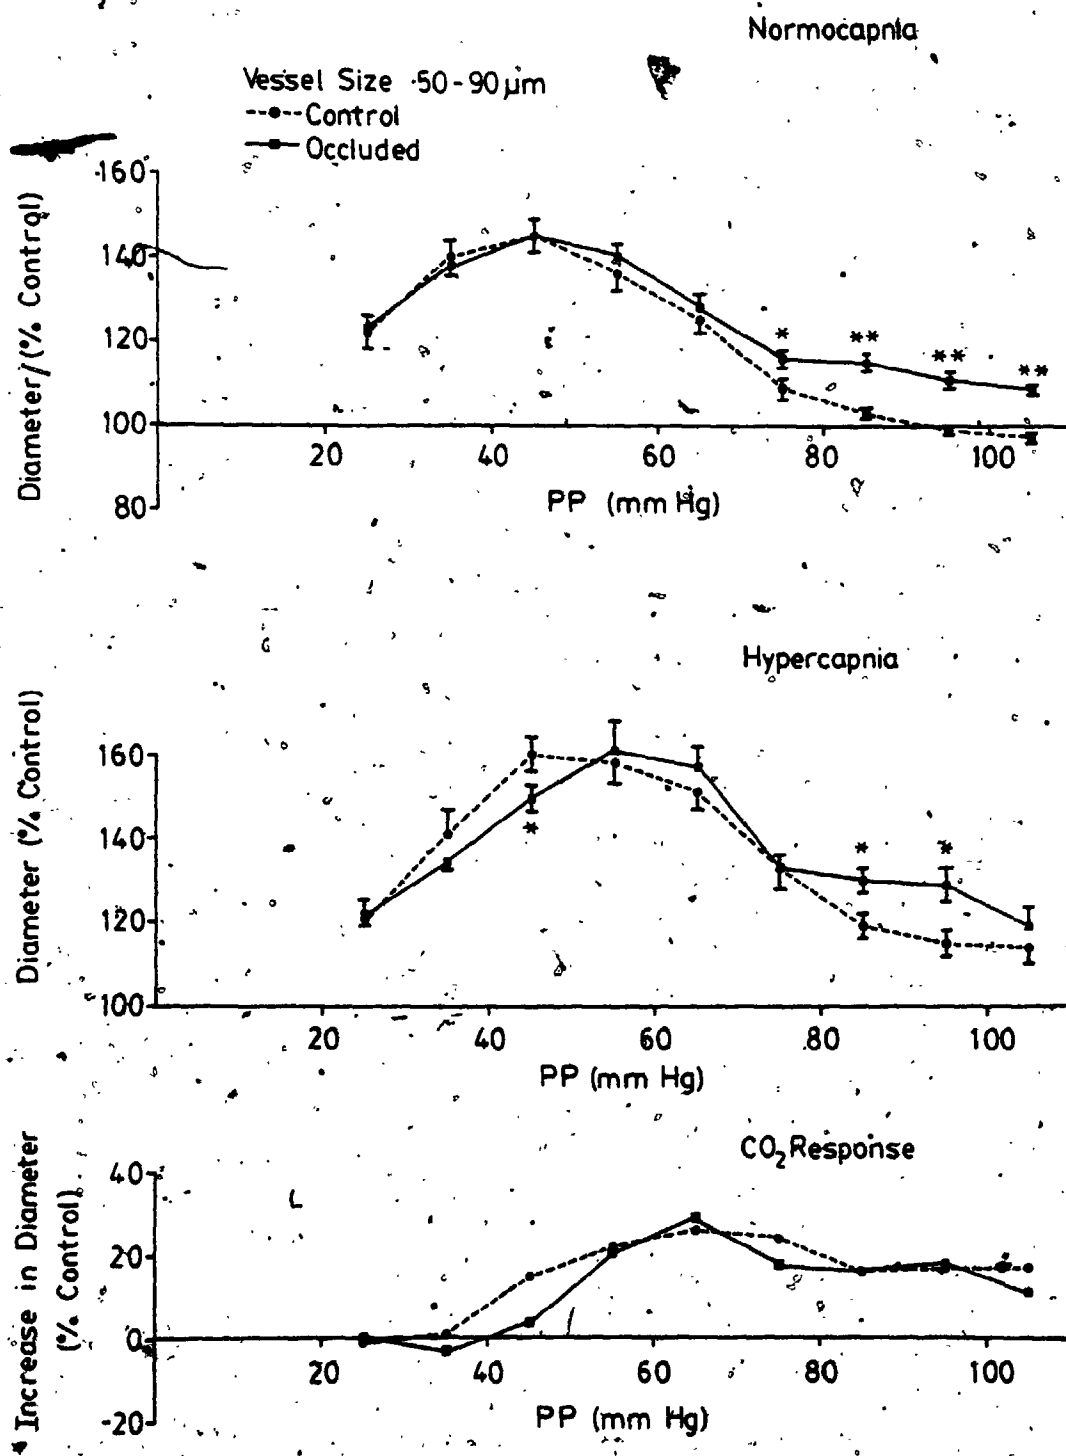 Normocapnia
Vessel Size 50-90µm
Control
Occluded
Diameter (% Control)
160
140
120
100
80
20 40 60 80 100
PP (mm Hg)
* ** ** **
Hypercapnia
Diameter (% Control)
160
140
120
100
* * *
20 40 60 80 100
PP (mm Hg)
CO₂ Response
Increase in Diameter
(% Control)
40
20
0
-20
20 40 60 80 100
PP (mm Hg)